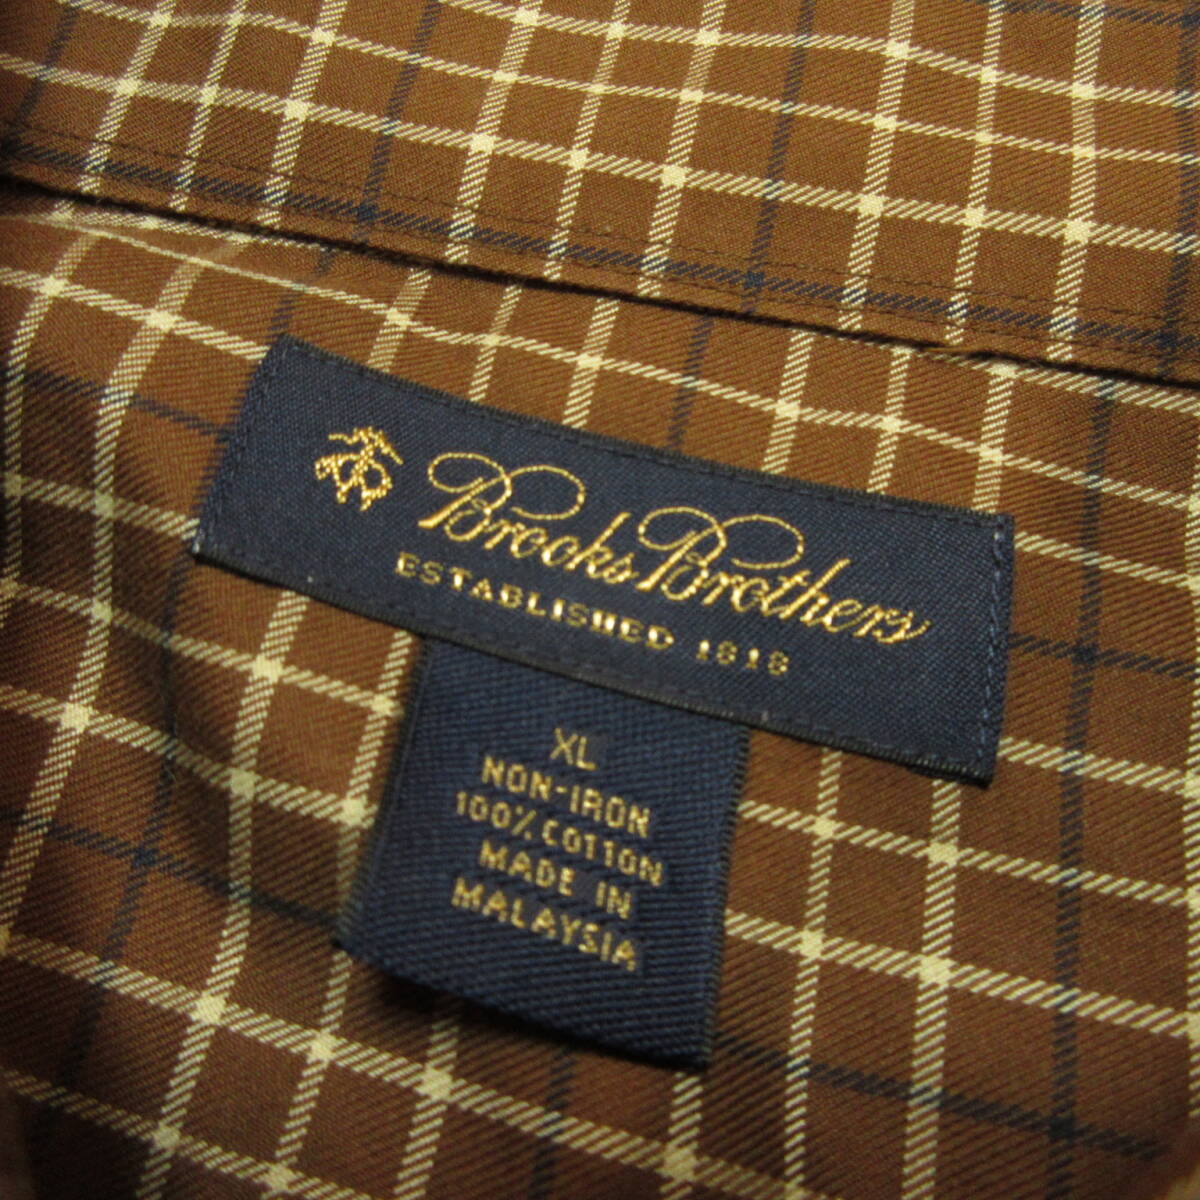 Brooks Brothers
ESTABLISHED 1818
XL
NON-IRON
100% COTTON
MADE IN
MALAYSIA